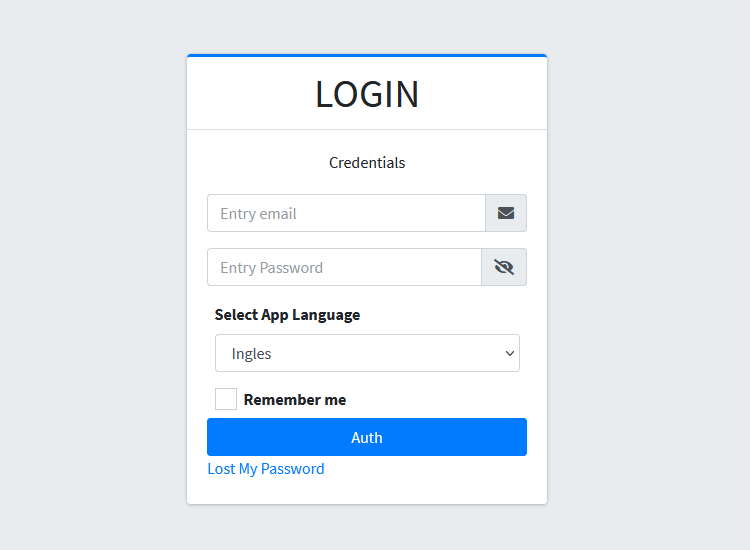 LOGIN
Credentials
Entry email
Entry Password
Select App Language
Ingles
Remember me
Auth
Lost My Password